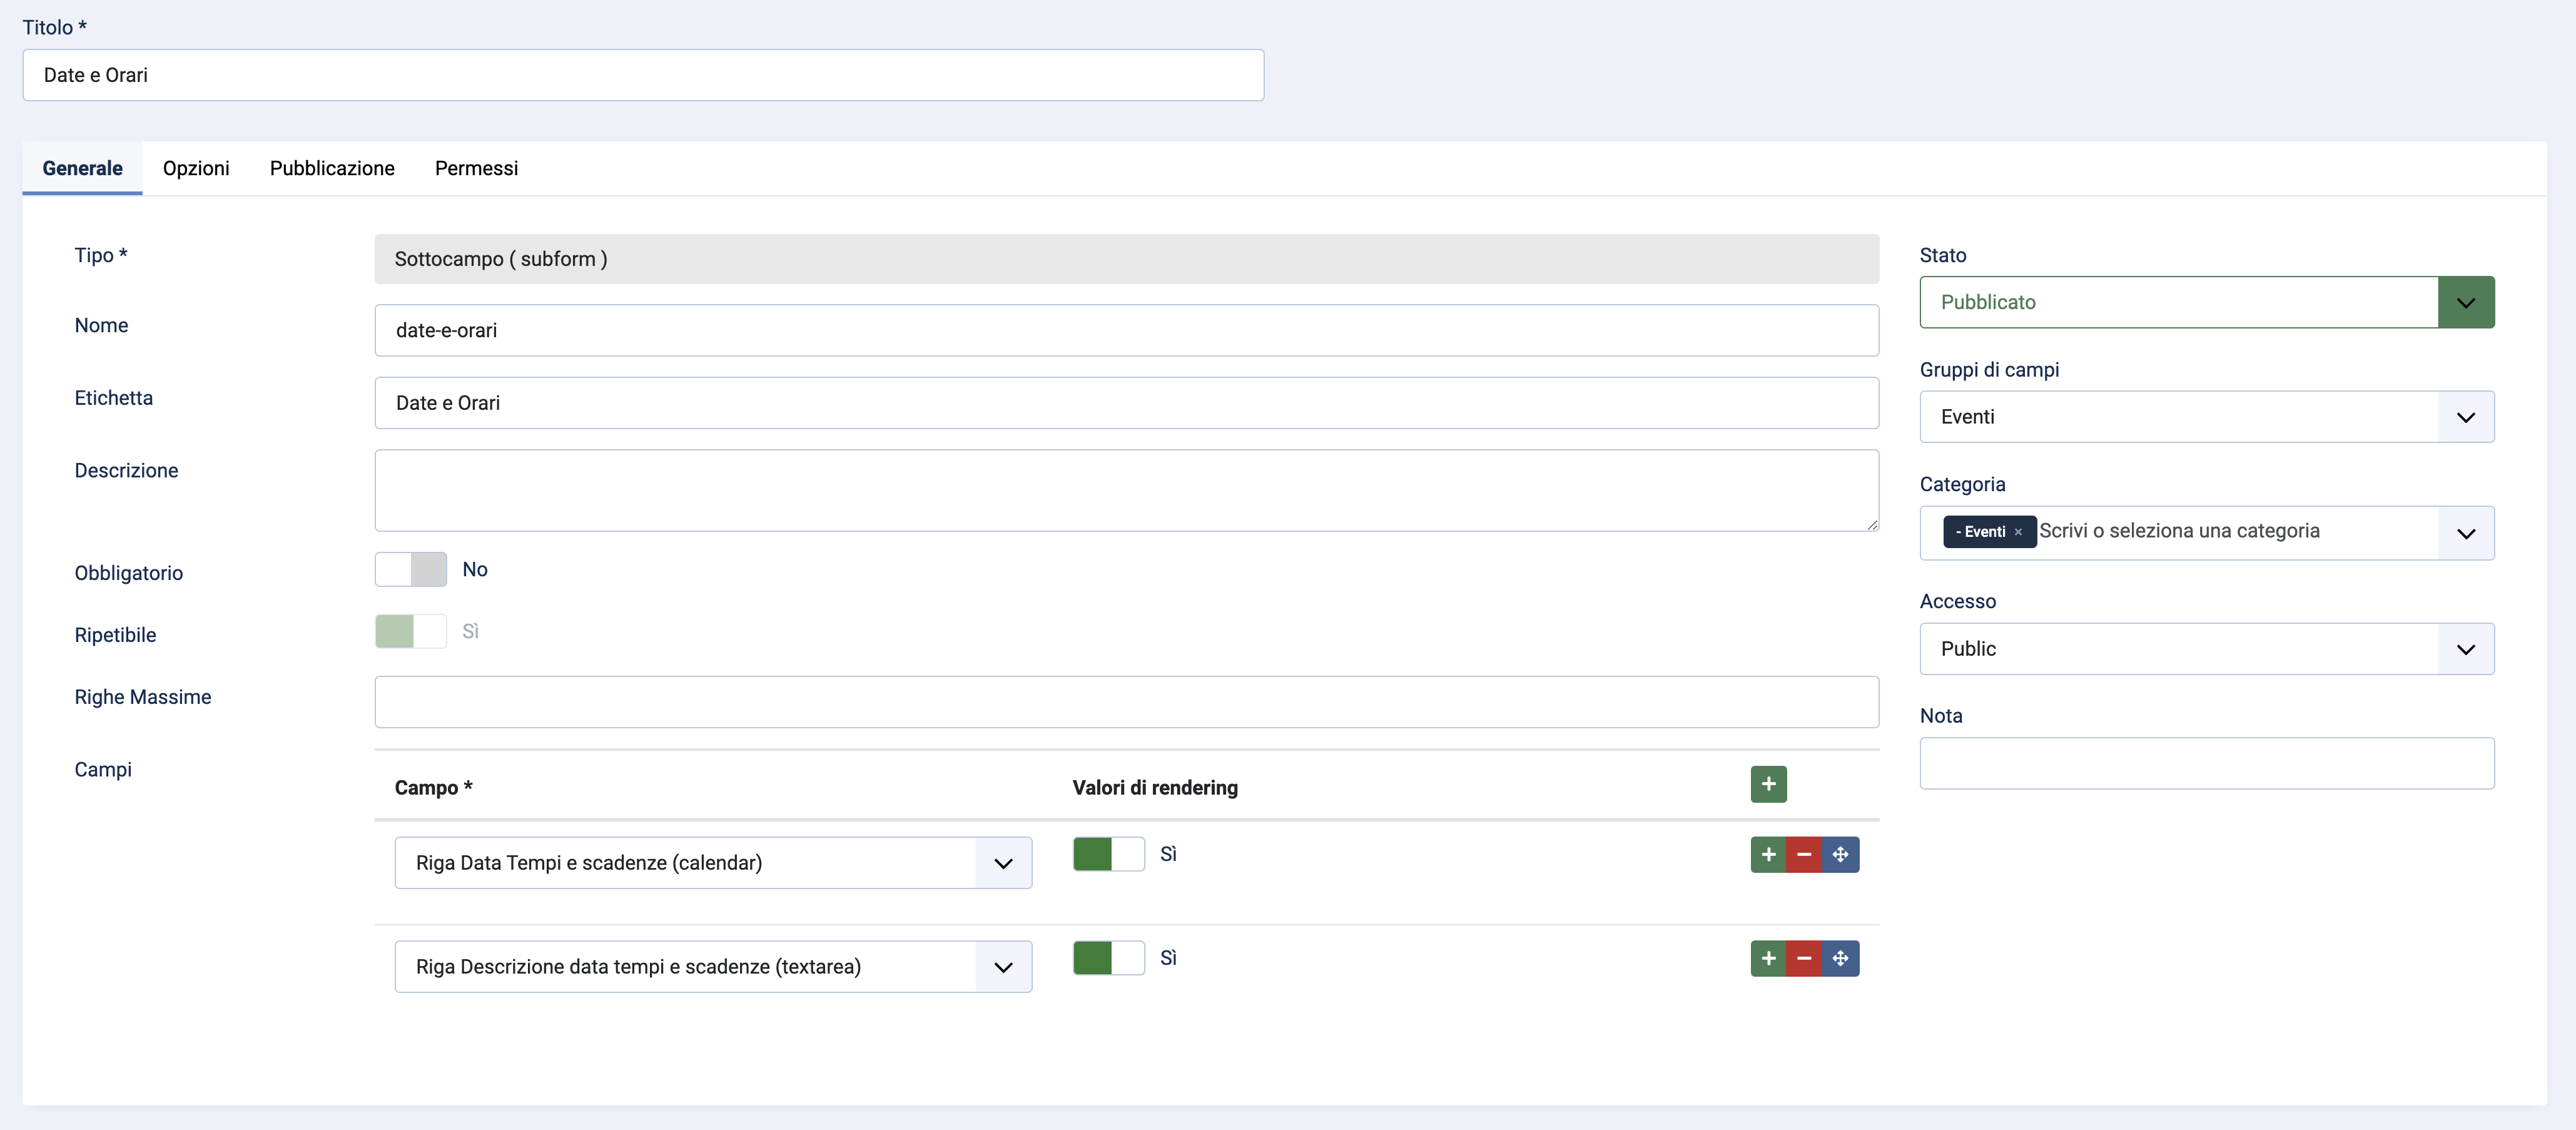 Titolo *
Date e Orari
Generale Opzioni Pubblicazione Permessi
Tipo *
Sottocampo ( subform )
Nome
date-e-orari
Etichetta
Date e Orari
Descrizione
Obbligatorio
No
Ripetibile
Sì
Righe Massime
Campi
Campo * Valori di rendering
Riga Data Tempi e scadenze (calendar) Sì
Riga Descrizione data tempi e scadenze (textarea) Sì
Stato
Pubblicato
Gruppi di campi
Eventi
Categoria
- Eventi × Scrivi o seleziona una categoria
Accesso
Public
Nota